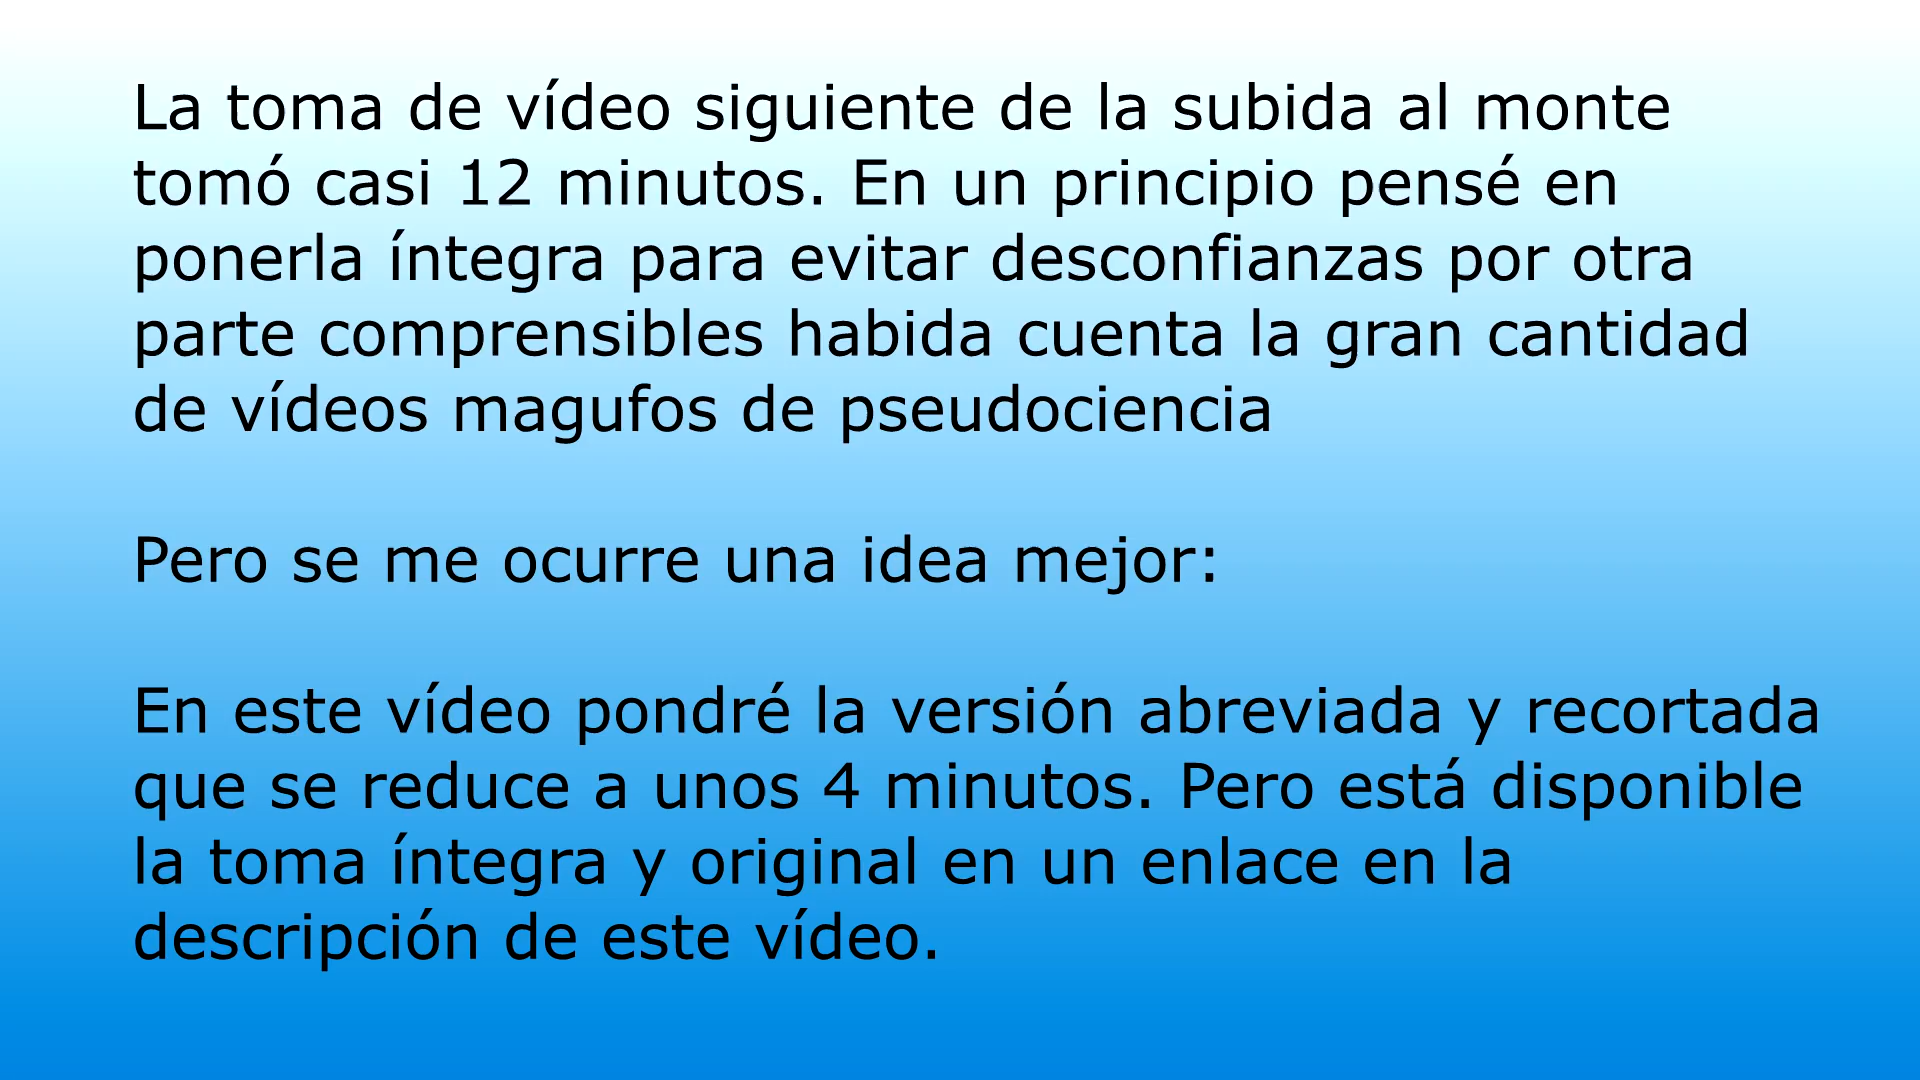 La toma de vídeo siguiente de la subida al monte
tomó casi 12 minutos. En un principio pensé en
ponerla íntegra para evitar desconfianzas por otra
parte comprensibles habida cuenta la gran cantidad
de vídeos magufos de pseudociencia
Pero se me ocurre una idea mejor:
En este vídeo pondré la versión abreviada y recortada
que se reduce a unos 4 minutos. Pero está disponible
la toma íntegra y original en un enlace en la
descripción de este vídeo.